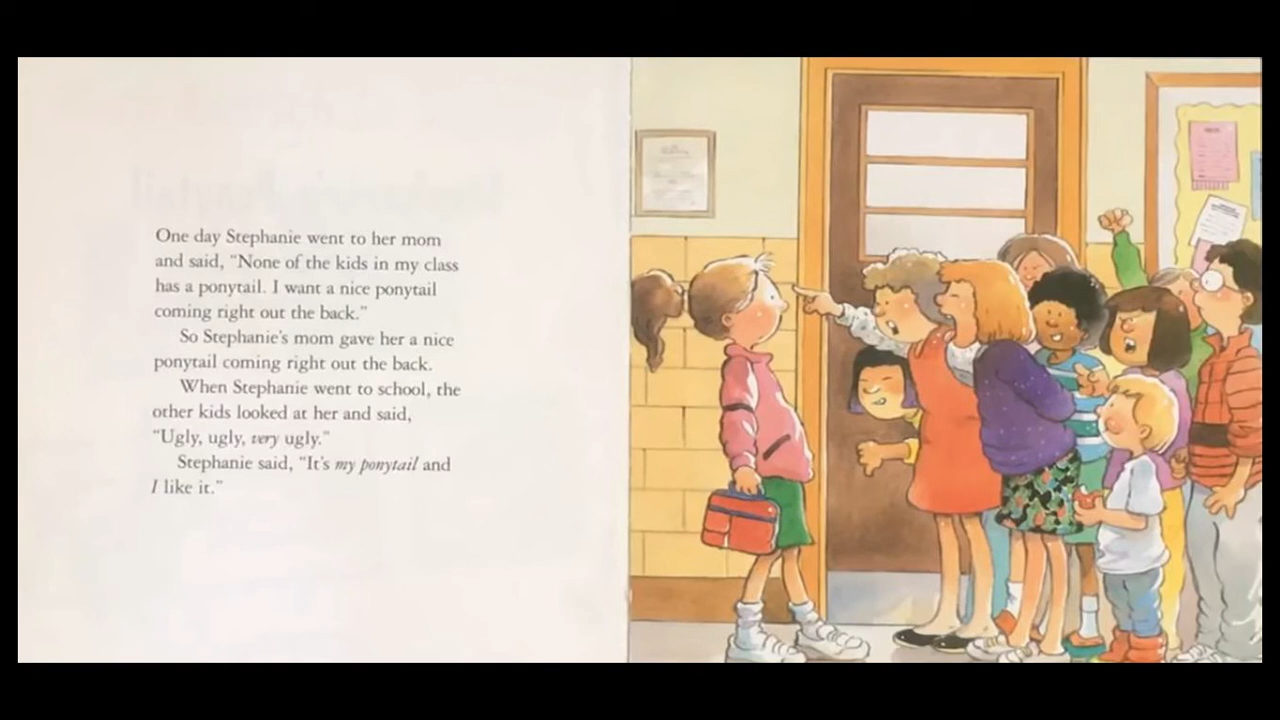 One day Stephanie went to her mom
and said, “None of the kids in my class
has a ponytail. I want a nice ponytail
coming right out the back.”
So Stephanie's mom gave her a nice
ponytail coming right out the back.
When Stephanie went to school, the
other kids looked at her and said,
“Ugly, ugly, very ugly.”
Stephanie said, “It's my ponytail and
I like it.”